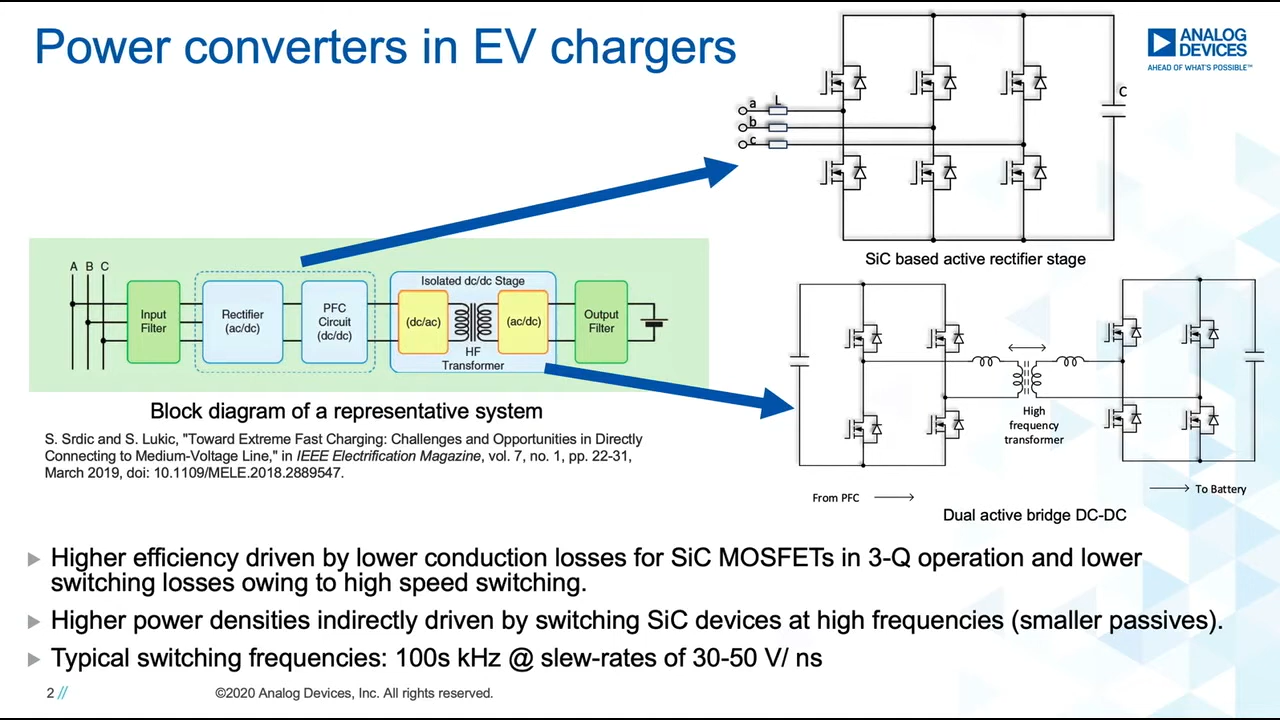 Power converters in EV chargers
ANALOG
DEVICES
AHEAD OF WHAT'S POSSIBLE™
a
L
b
c
C
SiC based active rectifier stage
A B C
Input
Filter
Rectifier
(ac/dc)
PFC
Circuit
(dc/dc)
Isolated dc/dc Stage
(dc/ac)
(ac/dc)
HF
Transformer
Output
Filter
Block diagram of a representative system
S. Srdic and S. Lukic, "Toward Extreme Fast Charging: Challenges and Opportunities in Directly
Connecting to Medium-Voltage Line," in IEEE Electrification Magazine, vol. 7, no. 1, pp. 22-31,
March 2019, doi: 10.1109/MELE.2018.2889547.
High
frequency
transformer
From PFC
To Battery
Dual active bridge DC-DC
Higher efficiency driven by lower conduction losses for SiC MOSFETs in 3-Q operation and lower
switching losses owing to high speed switching.
Higher power densities indirectly driven by switching SiC devices at high frequencies (smaller passives).
Typical switching frequencies: 100s kHz @ slew-rates of 30-50 V/ ns
2 //
©2020 Analog Devices, Inc. All rights reserved.